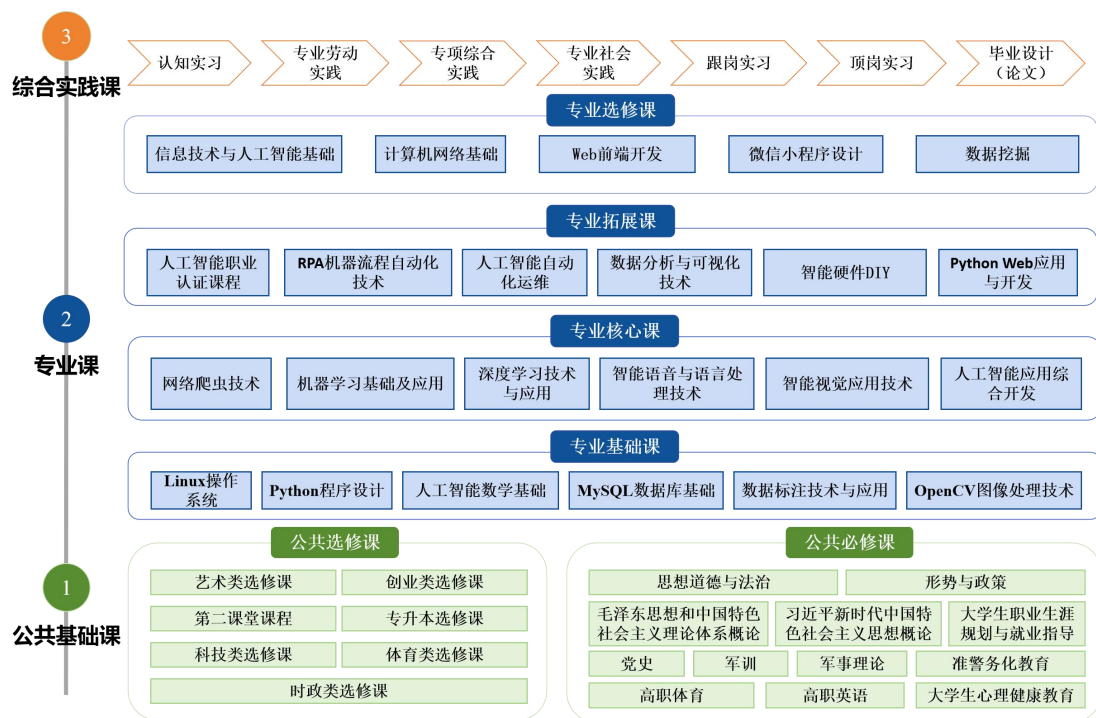 3
综合实践课
认知实习
专业劳动
实践
专项综合
实践
专业社会
实践
跟岗实习
顶岗实习
毕业设计
（论文）
专业选修课
信息技术与人工智能基础
计算机网络基础
Web前端开发
微信小程序设计
数据挖掘
2
专业课
专业拓展课
人工智能职业
认证课程
RPA机器流程自动化
技术
人工智能自动
化运维
数据分析与可视化
技术
智能硬件DIY
Python Web应用
与开发
专业核心课
网络爬虫技术
机器学习基础及应用
深度学习技术
与应用
智能语音与语言处
理技术
智能视觉应用技术
人工智能应用综
合开发
专业基础课
Linux操作
系统
Python程序设计
人工智能数学基础
MySQL数据库基础
数据标注技术与应用
OpenCV图像处理技术
1
公共基础课
公共选修课
艺术类选修课
创业类选修课
第二课堂课程
专升本选修课
科技类选修课
体育类选修课
时政类选修课
公共必修课
思想道德与法治
形势与政策
毛泽东思想和中国特色
社会主义理论体系概论
习近平新时代中国特
色社会主义思想概论
大学生职业生涯
规划与就业指导
党史
军训
军事理论
准警务化教育
高职体育
高职英语
大学生心理健康教育